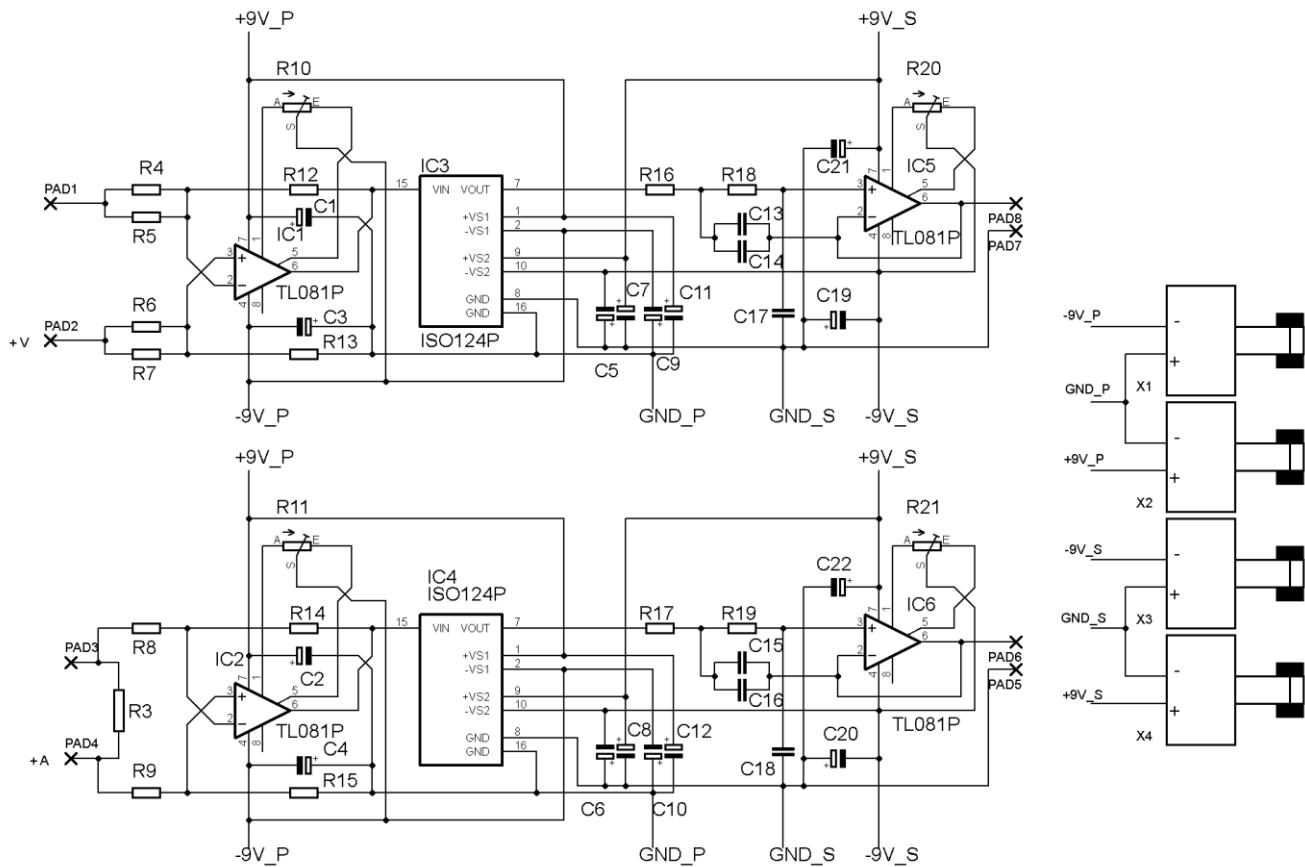 +9V_P +9V_S
R10 R20
A E A E
S S
C21 +
IC3 IC5
R4 R12 R16 R18
PAD1 15 VIN VOUT 7 3 + 7 1 5 6 PAD8
C1 +VS1 1 C13 2 - PAD7
+ IC1 -VS1 2 C14 4 8 TL081P
R5 7 1 +VS2 9
3 + 5 6 -VS2 10
2 - TL081P C7 C11 C19
R6 4 8 GND 8 + + +
PAD2 C3 + GND 16 C17
+V R13 ISO124P
R7 C5 + + C9
-9V_P GND_P GND_S -9V_S
+9V_P +9V_S
R11 R21
A E A E
S S
IC4 C22 +
ISO124P IC6
R8 R14 R17 R19
PAD3 15 VIN VOUT 7 3 + 7 1 5 6 PAD6
IC2 + C2 +VS1 1 C15 2 - PAD5
-VS1 2 C16 4 8 TL081P
R3 7 1 +VS2 9
3 + 5 6 -VS2 10
2 - TL081P C8 C12 C20
PAD4 4 8 GND 8 + + +
+A C4 + GND 16 C18
R9 R15
C6 + + C10
-9V_P GND_P GND_S -9V_S
-9V_P -
GND_P + X1
-
+9V_P + X2
-9V_S -
GND_S + X3
-
+9V_S + X4